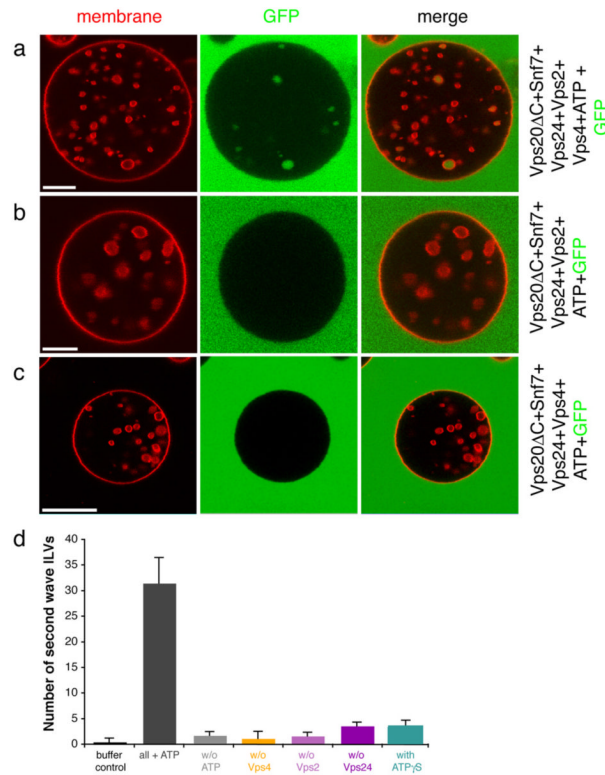 membrane GFP merge
a
Vps20ΔC+Snf7+
Vps24+Vps2+
Vps4+ATP +
GFP
b
Vps20ΔC+Snf7+
Vps24+Vps2+
ATP+GFP
c
Vps20ΔC+Snf7+
Vps24+Vps4+
ATP+GFP
d
Number of second wave ILVs
40
35
30
25
20
15
10
5
0
buffer control
all + ATP
w/o ATP
w/o Vps4
w/o Vps2
w/o Vps24
with ATPγS